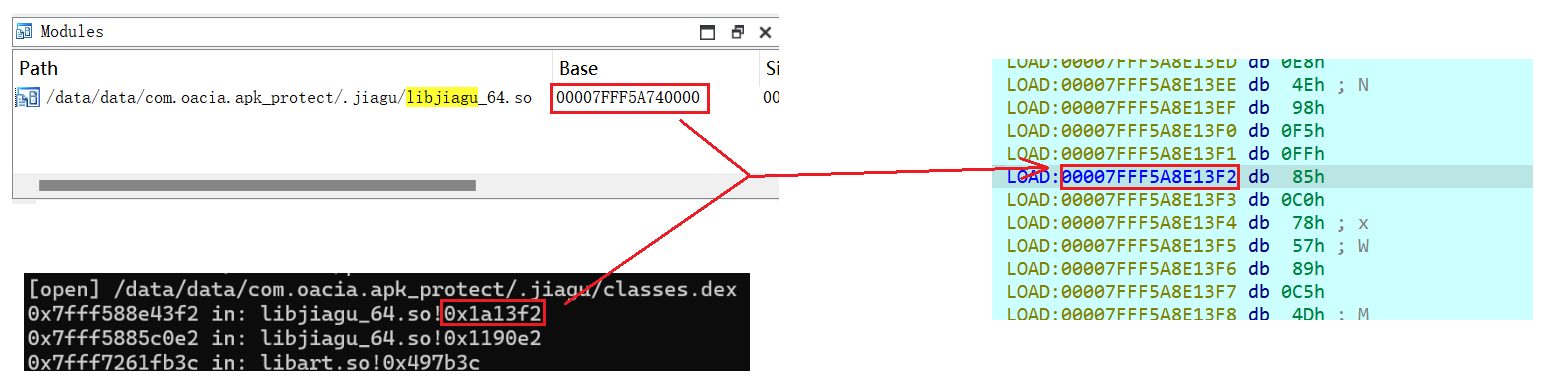 Modules
Path Base Si
/data/data/com.oacia.apk_protect/.jiagu/libjiagu_64.so 00007FFF5A740000 00
[open] /data/data/com.oacia.apk_protect/.jiagu/classes.dex
0x7fff588e43f2 in: libjiagu_64.so!0x1a13f2
0x7fff5885c0e2 in: libjiagu_64.so!0x1190e2
0x7fff7261fb3c in: libart.so!0x497b3c
LOAD:00007FFF5A8E13ED db 0E8h
LOAD:00007FFF5A8E13EE db 4Eh ; N
LOAD:00007FFF5A8E13EF db 98h
LOAD:00007FFF5A8E13F0 db 0F5h
LOAD:00007FFF5A8E13F1 db 0FFh
LOAD:00007FFF5A8E13F2 db 85h
LOAD:00007FFF5A8E13F3 db 0C0h
LOAD:00007FFF5A8E13F4 db 78h ; x
LOAD:00007FFF5A8E13F5 db 57h ; W
LOAD:00007FFF5A8E13F6 db 89h
LOAD:00007FFF5A8E13F7 db 0C5h
LOAD:00007FFF5A8E13F8 db 4Dh ; M